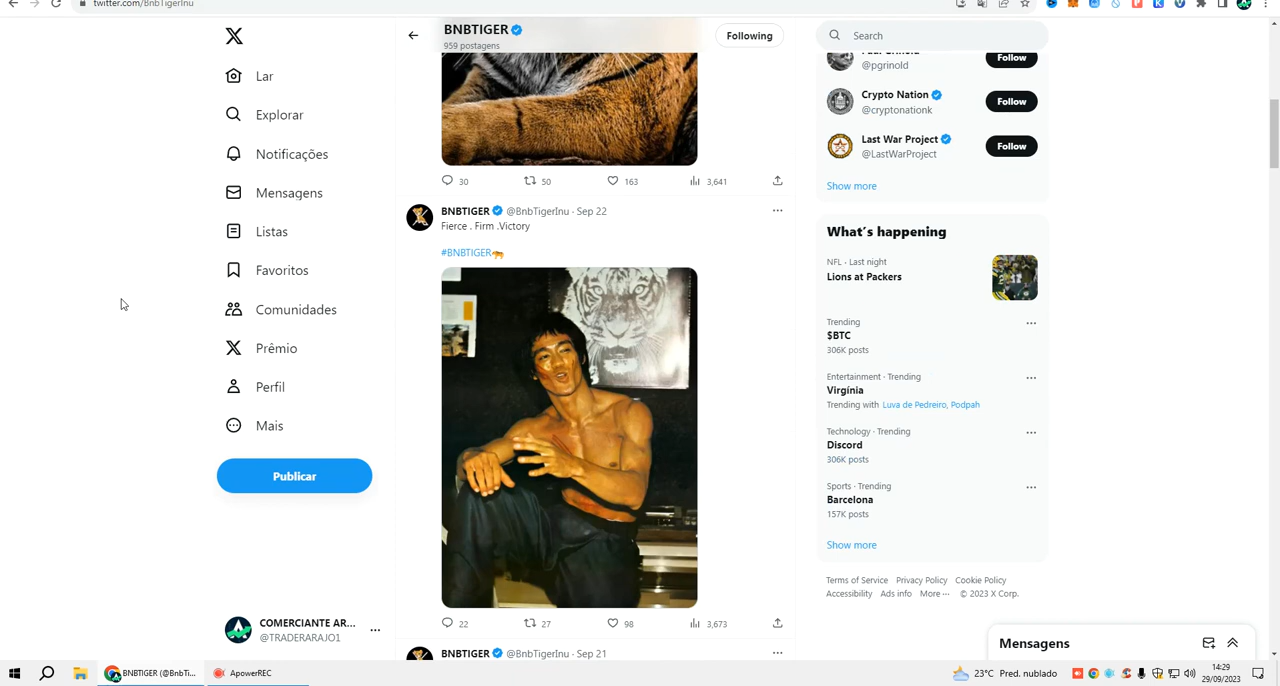 twitter.com/BnbTigerInu
BNBTIGER
959 postagens
Following
Search
Lar
Explorar
Notificações
Mensagens
Listas
Favoritos
Comunidades
Prêmio
Perfil
Mais
Publicar
COMERCIANTE AR...
@TRADERARAJO1
30
50
163
3,641
BNBTIGER @BnbTigerInu · Sep 22
Fierce . Firm .Victory
#BNBTIGER
22
27
98
3,673
BNBTIGER @BnbTigerInu · Sep 21
@pgrinold
Follow
Crypto Nation
@cryptonationk
Follow
Last War Project
@LastWarProject
Follow
Show more
What's happening
NFL · Last night
Lions at Packers
Trending
$BTC
306K posts
Entertainment · Trending
Virgínia
Trending with Luva de Pedreiro, Podpah
Technology · Trending
Discord
306K posts
Sports · Trending
Barcelona
157K posts
Show more
Terms of Service Privacy Policy Cookie Policy
Accessibility Ads info More ··· © 2023 X Corp.
Mensagens
BNBTIGER (@BnbTi...
ApowerREC
23°C Pred. nublado
14:29
29/09/2023